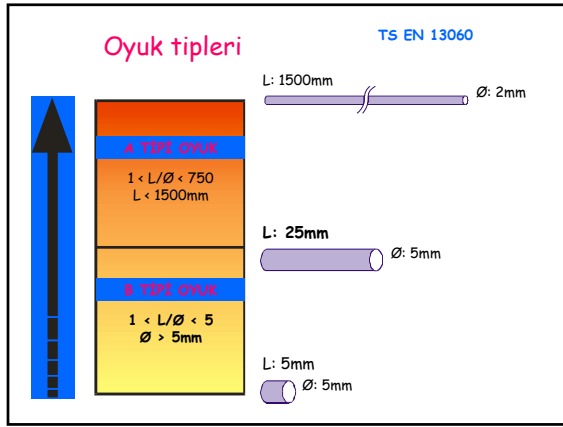 Oyuk tipleri
TS EN 13060
L: 1500mm
Ø: 2mm
A TİPİ OYUK
1 < L/Ø < 750
L < 1500mm
L: 25mm
Ø: 5mm
B TİPİ OYUK
1 < L/Ø < 5
Ø > 5mm
L: 5mm
Ø: 5mm